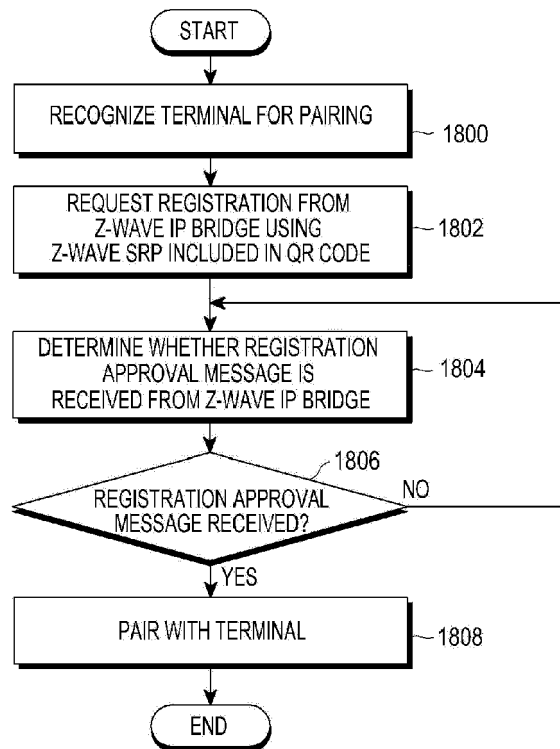 START
RECOGNIZE TERMINAL FOR PAIRING
1800
REQUEST REGISTRATION FROM
Z-WAVE IP BRIDGE USING
Z-WAVE SRP INCLUDED IN QR CODE
1802
DETERMINE WHETHER REGISTRATION
APPROVAL MESSAGE IS
RECEIVED FROM Z-WAVE IP BRIDGE
1804
1806
REGISTRATION APPROVAL
MESSAGE RECEIVED?
NO
YES
PAIR WITH TERMINAL
1808
END